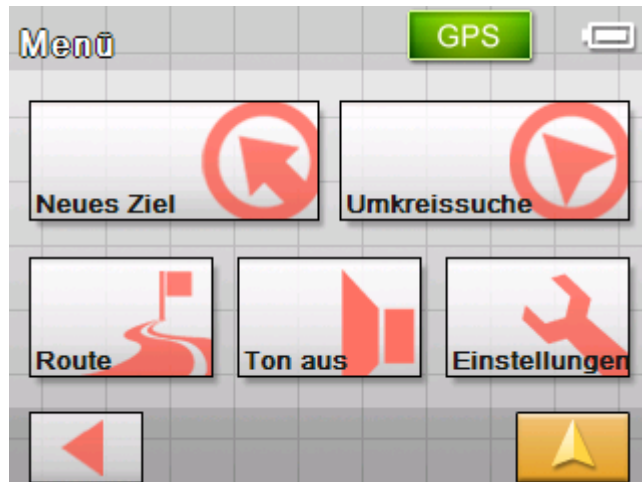 Menü
GPS
Neues Ziel
Umkreissuche
Route
Ton aus
Einstellungen